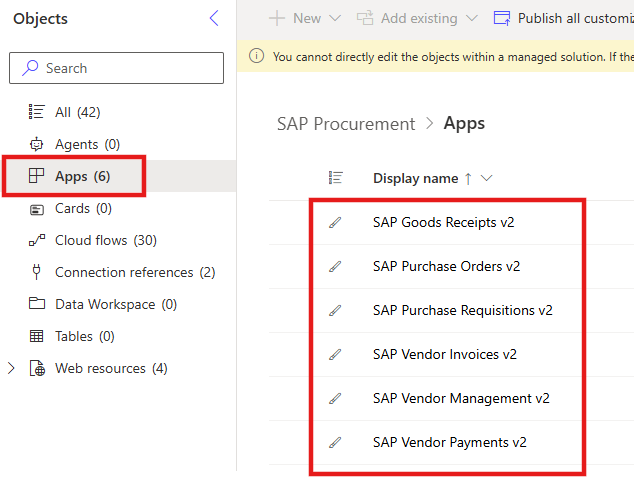 Objects
Search
All (42)
Agents (0)
Apps (6)
Cards (0)
Cloud flows (30)
Connection references (2)
Data Workspace (0)
Tables (0)
Web resources (4)
New
Add existing
Publish all customiz
You cannot directly edit the objects within a managed solution. If the
SAP Procurement > Apps
Display name ↑
SAP Goods Receipts v2
SAP Purchase Orders v2
SAP Purchase Requisitions v2
SAP Vendor Invoices v2
SAP Vendor Management v2
SAP Vendor Payments v2